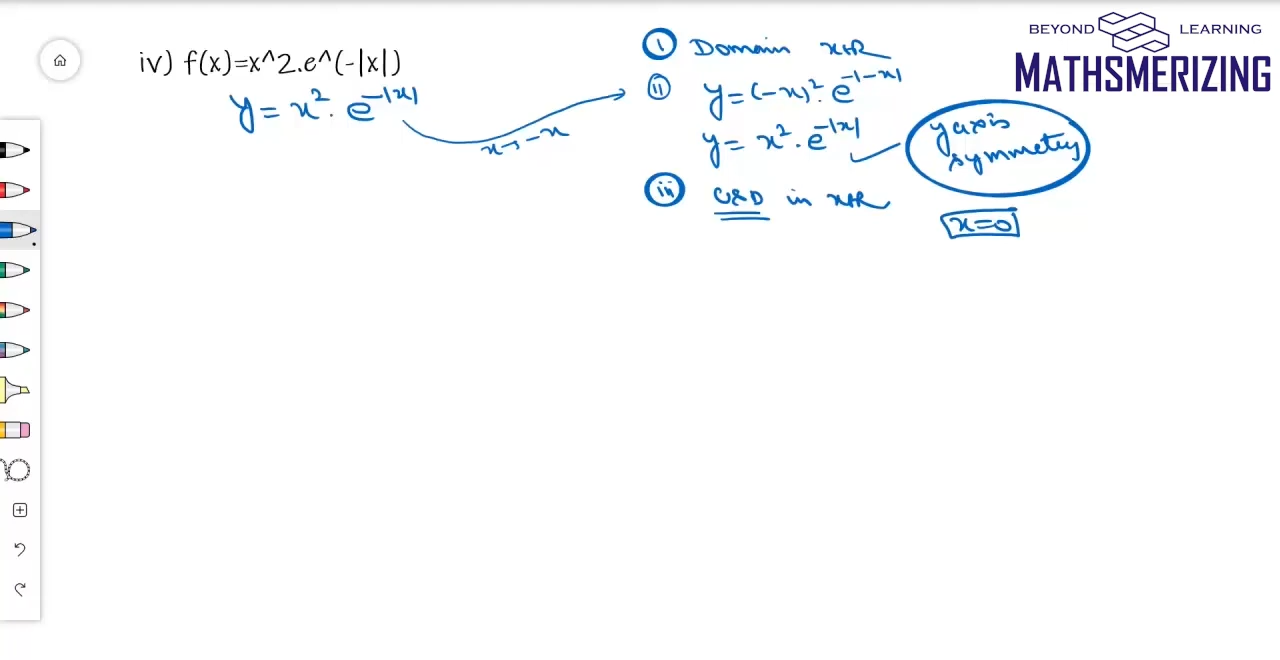 iv) f(x)=x^2.e^(-|x|)
y = x². e^-|x|
x → -x
i Domain x∈R
ii y = (-x)². e^-|-x|
y = x². e^-|x|
y axis
symmetry
iii C&D in x∈R
x=0
BEYOND LEARNING
MATHSMERIZING